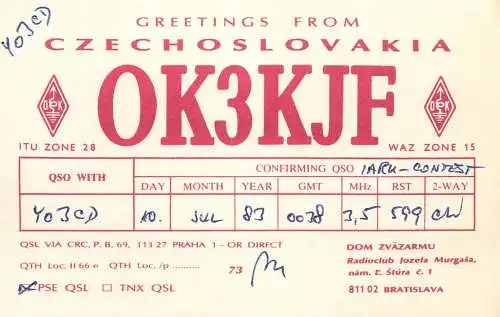 YO3CD
GREETINGS FROM
CZECHOSLOVAKIA
OK3KJF
OK
OK
ITU ZONE 28
WAZ ZONE 15
QSO WITH
CONFIRMING QSO IARU-CONTEST
DAY MONTH YEAR GMT MHz RST 2-WAY
YO3CD 10. JUL 83 0038 3,5 599 CW
QSL VIA CRC, P. B. 69, 113 27 PRAHA 1 - OR DIRECT
QTH Loc. II 66 e QTH Loc. /p .......... 73
PSE QSL ☐ TNX QSL
DOM ZVÄZARMU
Radioclub Jozefa Murgaša,
nám. Ľ. Štúra č. 1
811 02 BRATISLAVA